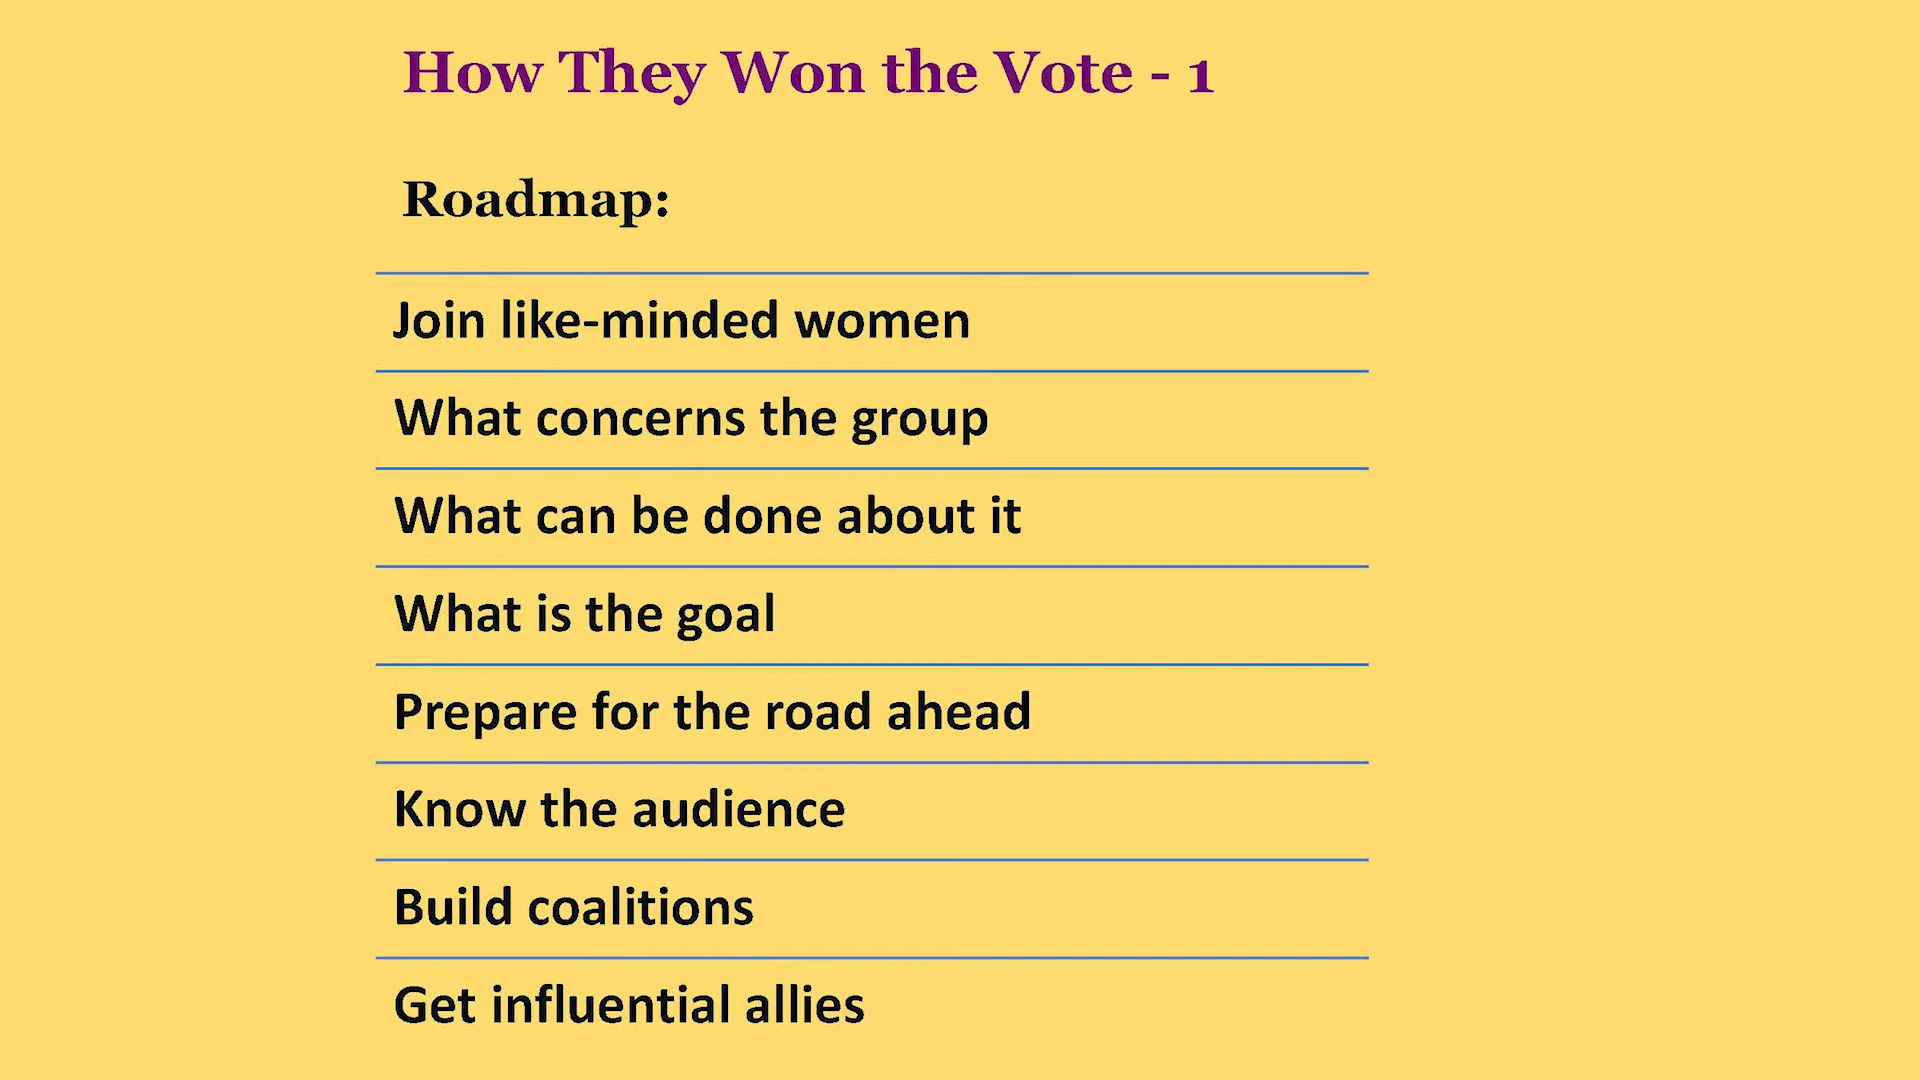 How They Won the Vote - 1
Roadmap:
Join like-minded women
What concerns the group
What can be done about it
What is the goal
Prepare for the road ahead
Know the audience
Build coalitions
Get influential allies